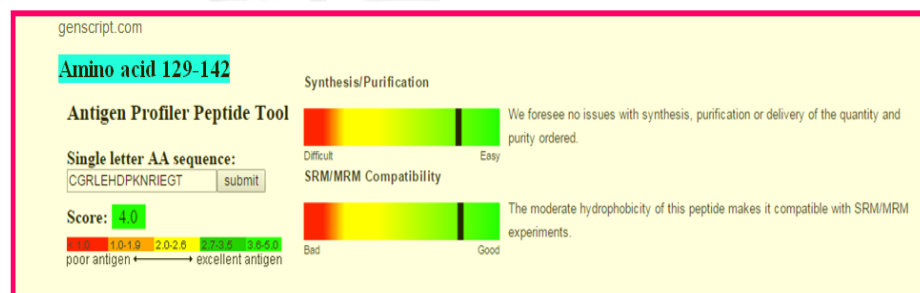 genscript.com
Amino acid 129-142
Antigen Profiler Peptide Tool
Single letter AA sequence:
CGRLEHDPKNRIEGT submit
Score: 4.0
< 1.0 1.0-1.9 2.0-2.6 2.7-3.5 3.6-5.0
poor antigen excellent antigen
Synthesis/Purification
Difficult Easy
We foresee no issues with synthesis, purification or delivery of the quantity and
purity ordered.
SRM/MRM Compatibility
Bad Good
The moderate hydrophobicity of this peptide makes it compatible with SRM/MRM
experiments.